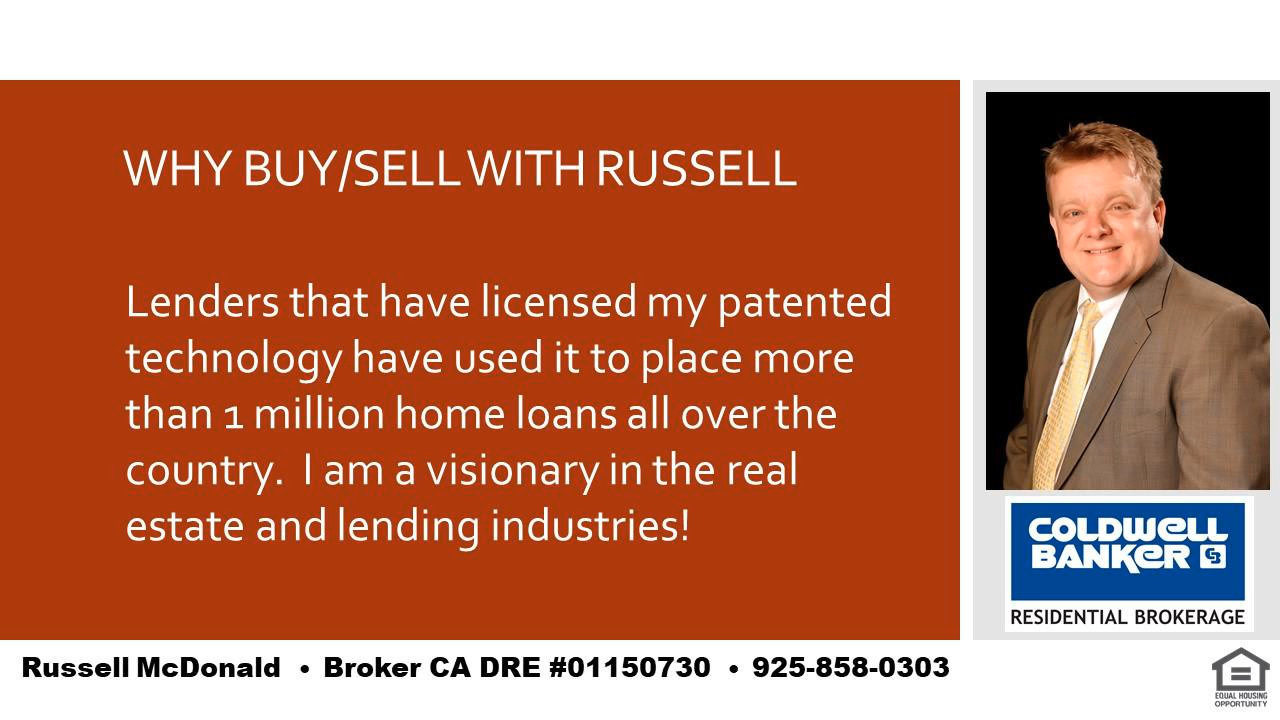 WHY BUY/SELL WITH RUSSELL
Lenders that have licensed my patented
technology have used it to place more
than 1 million home loans all over the
country.  I am a visionary in the real
estate and lending industries!
COLDWELL
BANKER CB
RESIDENTIAL BROKERAGE
Russell McDonald • Broker CA DRE #01150730 • 925-858-0303
EQUAL HOUSING
OPPORTUNITY